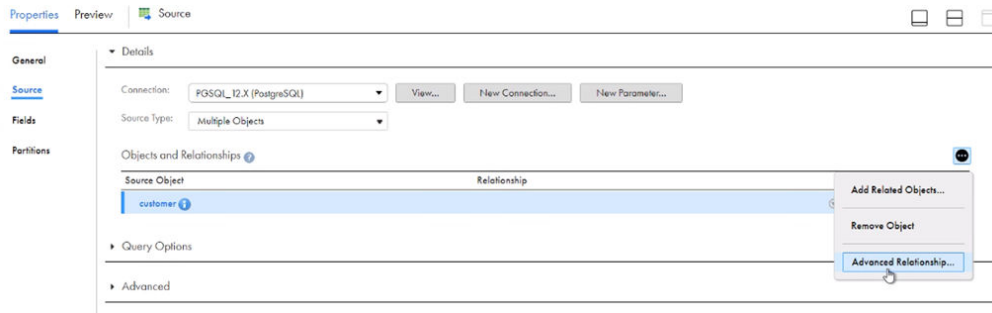 Properties Preview Source
General
Source
Fields
Partitions
Details
Connection: PGSQL_12.X (PostgreSQL) View... New Connection... New Parameter...
Source Type: Multiple Objects
Objects and Relationships
Source Object Relationship
customer
Add Related Objects...
Remove Object
Advanced Relationship...
Query Options
Advanced